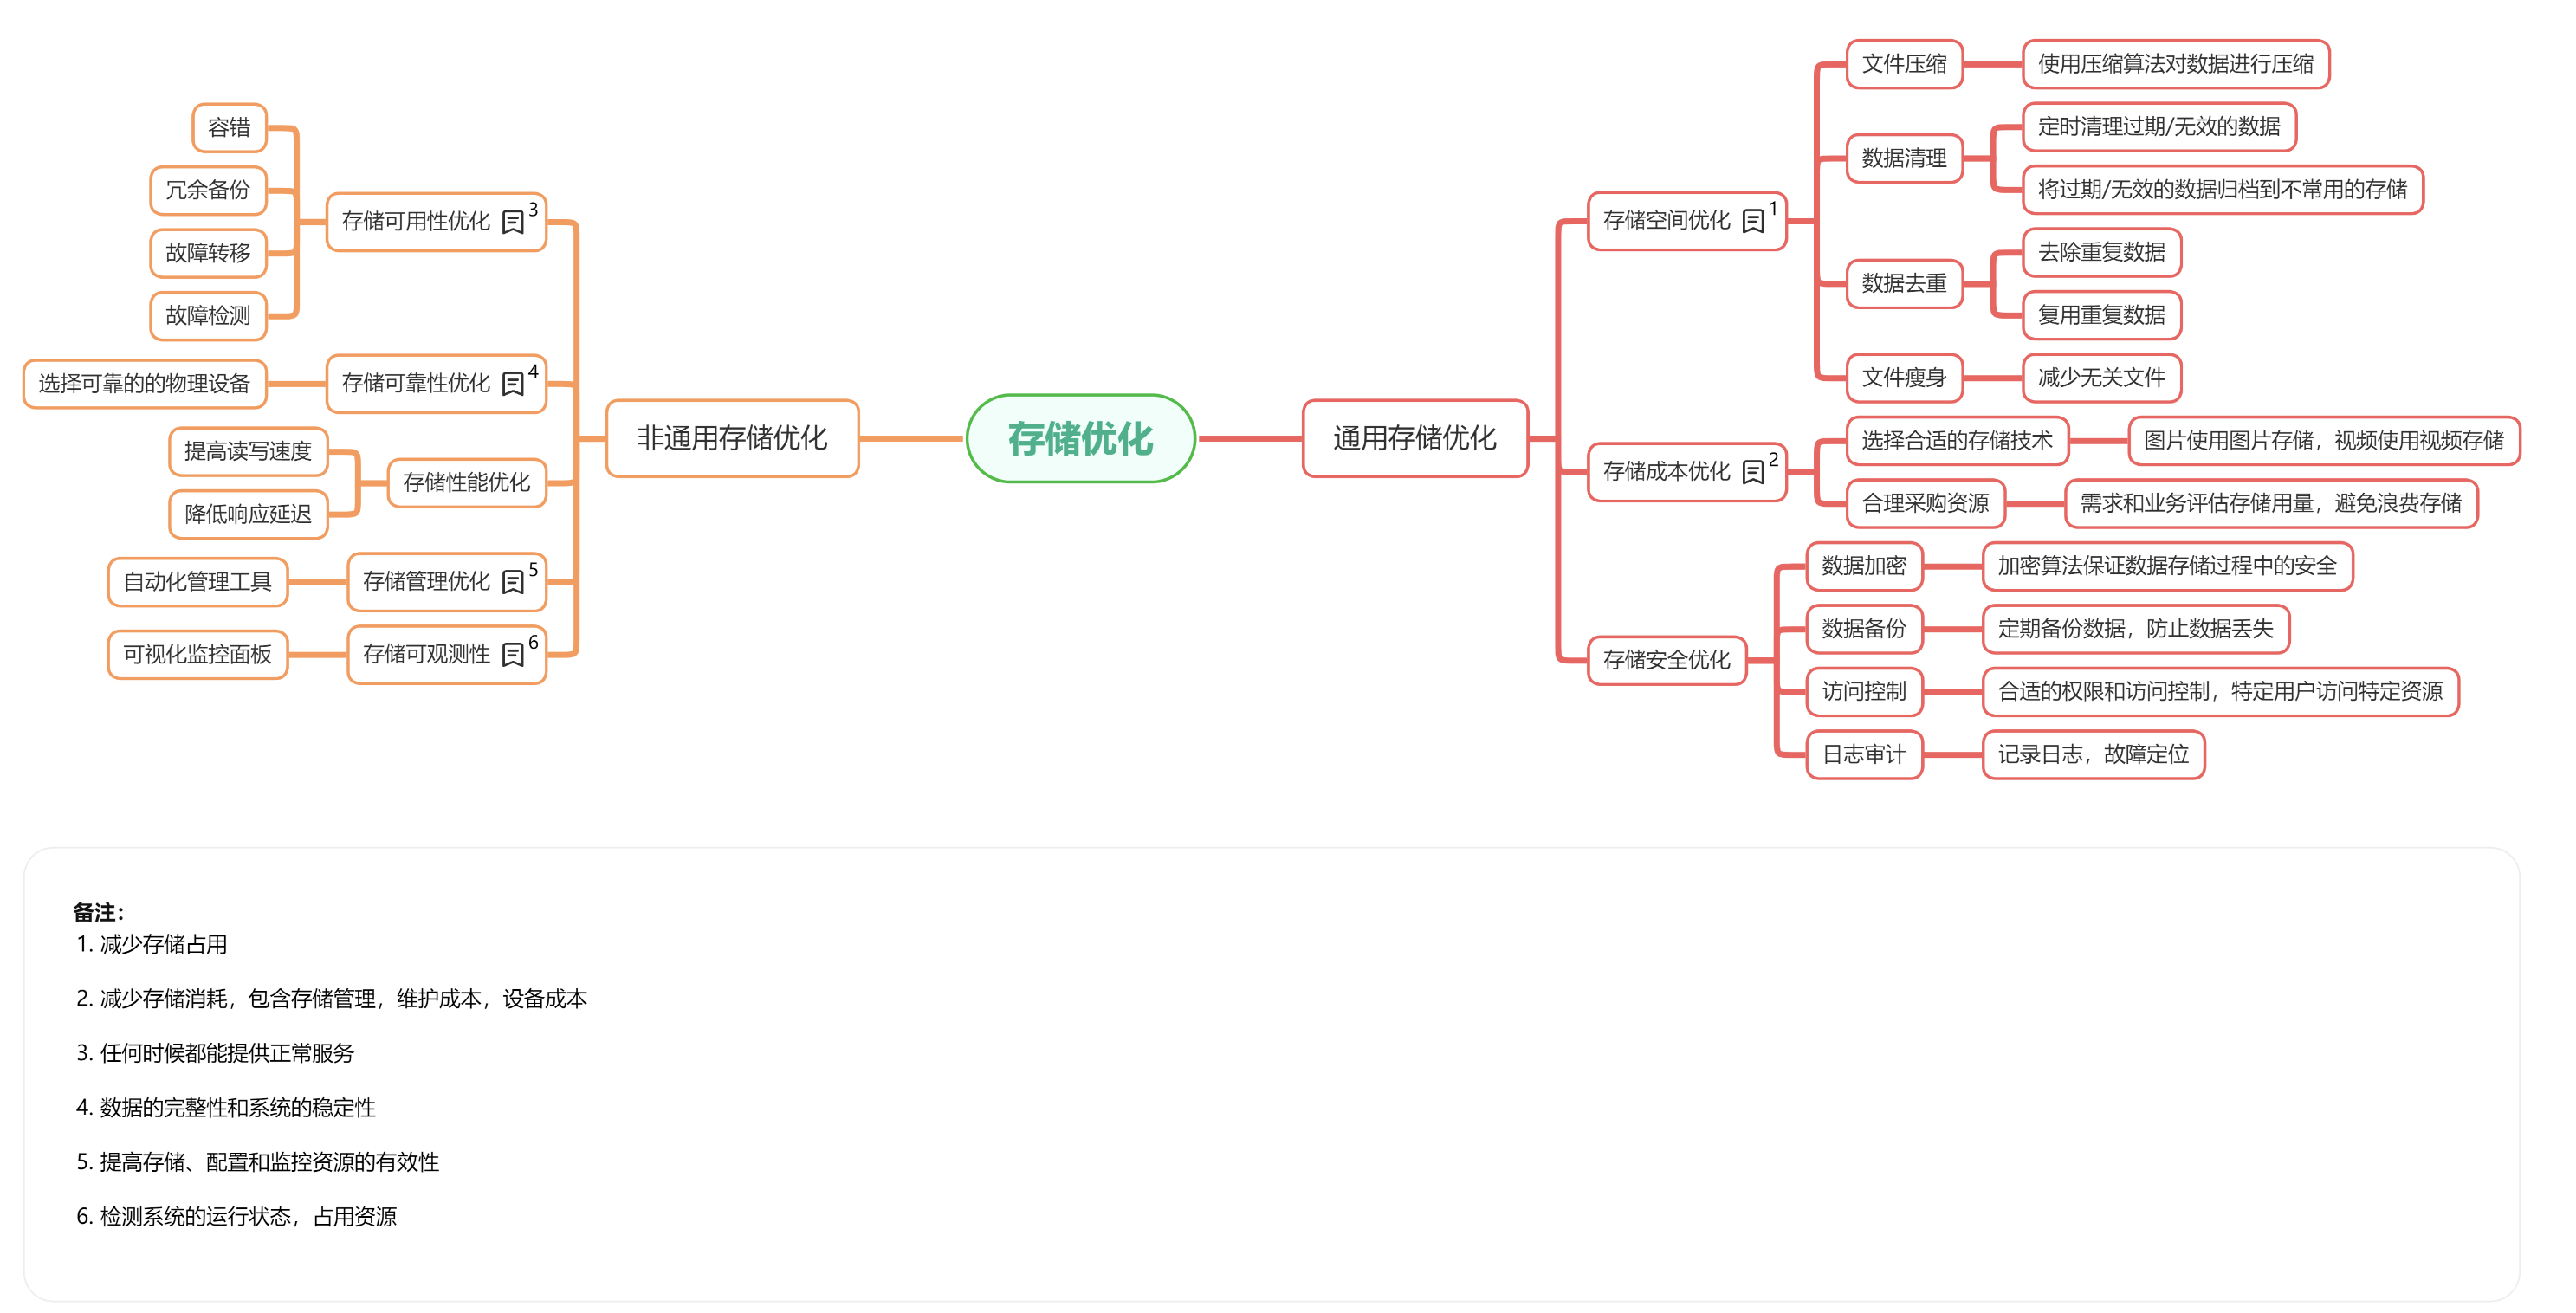 存储优化
通用存储优化
存储空间优化 1
文件压缩
使用压缩算法对数据进行压缩
数据清理
定时清理过期/无效的数据
将过期/无效的数据归档到不常用的存储
数据去重
去除重复数据
复用重复数据
文件瘦身
减少无关文件
存储成本优化 2
选择合适的存储技术
图片使用图片存储，视频使用视频存储
合理采购资源
需求和业务评估存储用量，避免浪费存储
存储安全优化
数据加密
加密算法保证数据存储过程中的安全
数据备份
定期备份数据，防止数据丢失
访问控制
合适的权限和访问控制，特定用户访问特定资源
日志审计
记录日志，故障定位
非通用存储优化
存储可用性优化 3
容错
冗余备份
故障转移
故障检测
存储可靠性优化 4
选择可靠的的物理设备
存储性能优化
提高读写速度
降低响应延迟
存储管理优化 5
自动化管理工具
存储可观测性 6
可视化监控面板
备注：
1. 减少存储占用
2. 减少存储消耗，包含存储管理，维护成本，设备成本
3. 任何时候都能提供正常服务
4. 数据的完整性和系统的稳定性
5. 提高存储、配置和监控资源的有效性
6. 检测系统的运行状态，占用资源